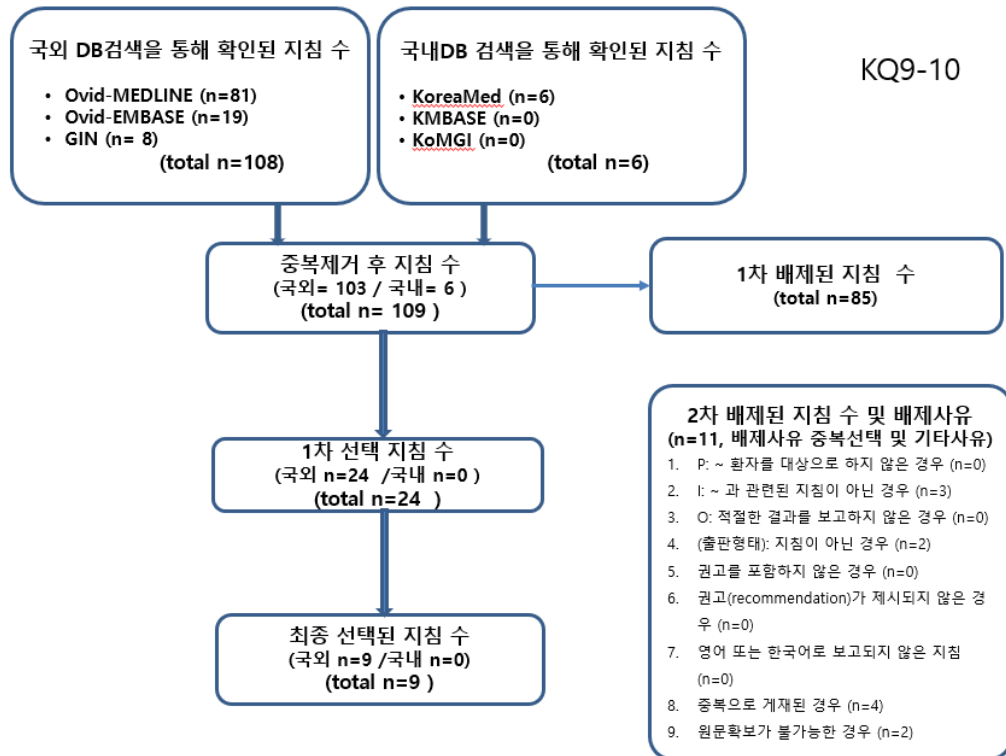 국외 DB검색을 통해 확인된 지침 수
• Ovid-MEDLINE (n=81)
• Ovid-EMBASE (n=19)
• GIN (n= 8)
(total n=108)
국내DB 검색을 통해 확인된 지침 수
• KoreaMed (n=6)
• KMBASE (n=0)
• KoMGI (n=0)
(total n=6)
KQ9-10
중복제거 후 지침 수
(국외= 103 / 국내= 6 )
(total n= 109 )
1차 배제된 지침 수
(total n=85)
1차 선택 지침 수
(국외 n=24 /국내 n=0 )
(total n=24 )
2차 배제된 지침 수 및 배제사유
(n=11, 배제사유 중복선택 및 기타사유)
1. P: ~ 환자를 대상으로 하지 않은 경우 (n=0)
2. I: ~ 과 관련된 지침이 아닌 경우 (n=3)
3. O: 적절한 결과를 보고하지 않은 경우 (n=0)
4. (출판형태): 지침이 아닌 경우 (n=2)
5. 권고를 포함하지 않은 경우 (n=0)
6. 권고(recommendation)가 제시되지 않은 경
우 (n=0)
7. 영어 또는 한국어로 보고되지 않은 지침
(n=0)
8. 중복으로 게재된 경우 (n=4)
9. 원문확보가 불가능한 경우 (n=2)
최종 선택된 지침 수
(국외 n=9 /국내 n=0)
(total n=9 )